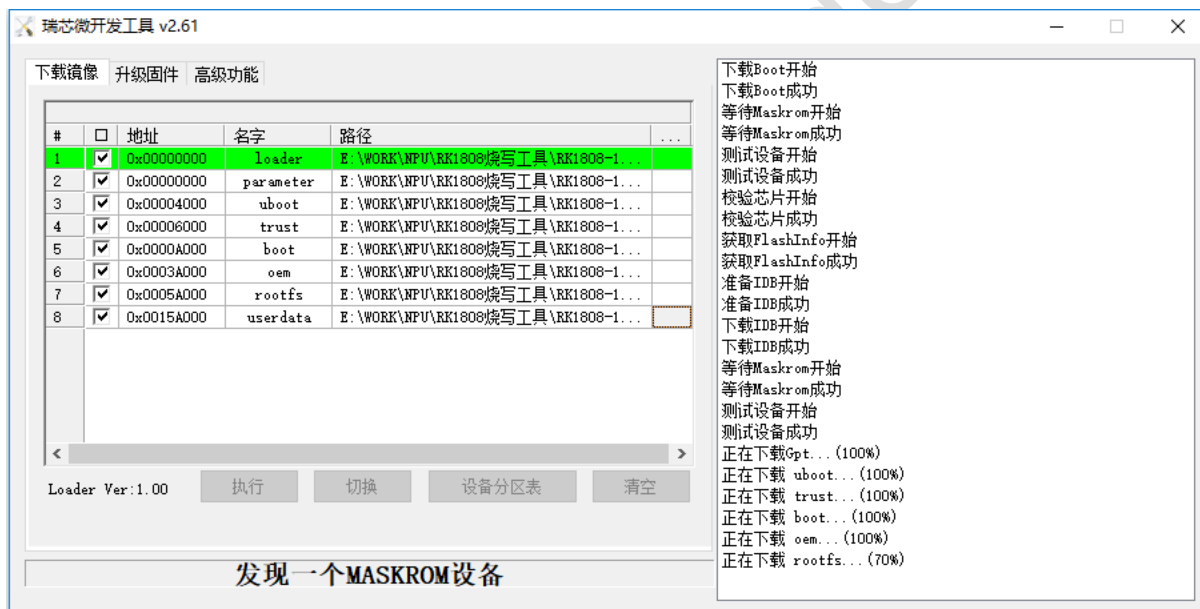 瑞芯微开发工具 v2.61
下载镜像 升级固件 高级功能
# 地址 名字 路径 ...
1 0x00000000 loader E:\WORK\NPU\RK1808烧写工具\RK1808-1...
2 0x00000000 parameter E:\WORK\NPU\RK1808烧写工具\RK1808-1...
3 0x00004000 uboot E:\WORK\NPU\RK1808烧写工具\RK1808-1...
4 0x00006000 trust E:\WORK\NPU\RK1808烧写工具\RK1808-1...
5 0x0000A000 boot E:\WORK\NPU\RK1808烧写工具\RK1808-1...
6 0x0003A000 oem E:\WORK\NPU\RK1808烧写工具\RK1808-1...
7 0x0005A000 rootfs E:\WORK\NPU\RK1808烧写工具\RK1808-1...
8 0x0015A000 userdata E:\WORK\NPU\RK1808烧写工具\RK1808-1...
Loader Ver:1.00 执行 切换 设备分区表 清空
发现一个MASKROM设备
下载Boot开始
下载Boot成功
等待Maskrom开始
等待Maskrom成功
测试设备开始
测试设备成功
校验芯片开始
校验芯片成功
获取FlashInfo开始
获取FlashInfo成功
准备IDB开始
准备IDB成功
下载IDB开始
下载IDB成功
等待Maskrom开始
等待Maskrom成功
测试设备开始
测试设备成功
正在下载Gpt...(100%)
正在下载 uboot...(100%)
正在下载 trust...(100%)
正在下载 boot...(100%)
正在下载 oem...(100%)
正在下载 rootfs...(70%)